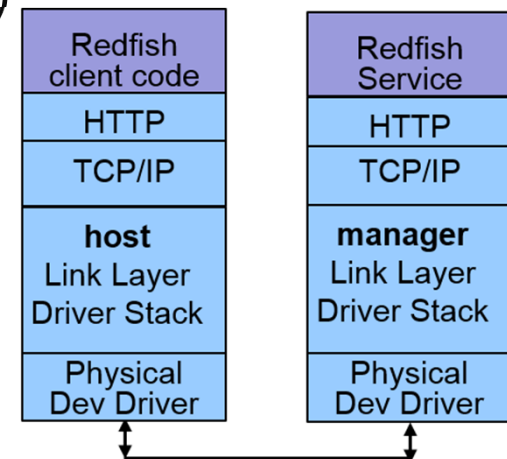 Redfish
client code
HTTP
TCP/IP
host
Link Layer
Driver Stack
Physical
Dev Driver
Redfish
Service
HTTP
TCP/IP
manager
Link Layer
Driver Stack
Physical
Dev Driver